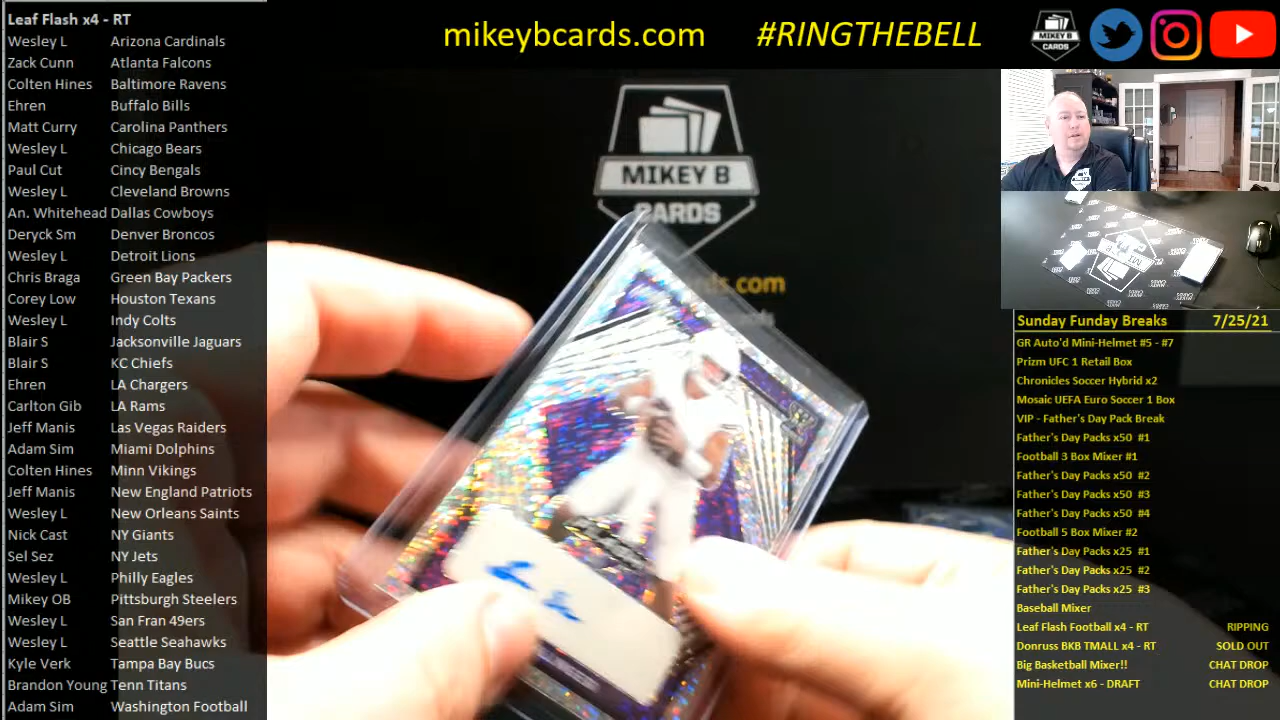 Leaf Flash x4 - RT
Wesley L Arizona Cardinals
Zack Cunn Atlanta Falcons
Colten Hines Baltimore Ravens
Ehren Buffalo Bills
Matt Curry Carolina Panthers
Wesley L Chicago Bears
Paul Cut Cincy Bengals
Wesley L Cleveland Browns
An. Whitehead Dallas Cowboys
Deryck Sm Denver Broncos
Wesley L Detroit Lions
Chris Braga Green Bay Packers
Corey Low Houston Texans
Wesley L Indy Colts
Blair S Jacksonville Jaguars
Blair S KC Chiefs
Ehren LA Chargers
Carlton Gib LA Rams
Jeff Manis Las Vegas Raiders
Adam Sim Miami Dolphins
Colten Hines Minn Vikings
Jeff Manis New England Patriots
Wesley L New Orleans Saints
Nick Cast NY Giants
Sel Sez NY Jets
Wesley L Philly Eagles
Mikey OB Pittsburgh Steelers
Wesley L San Fran 49ers
Wesley L Seattle Seahawks
Kyle Verk Tampa Bay Bucs
Brandon Young Tenn Titans
Adam Sim Washington Football
mikeybcards.com #RINGTHEBELL
MIKEY B
CARDS
MIKEY B
CARDS
ds.com
Sunday Funday Breaks 7/25/21
GR Auto'd Mini-Helmet #5 - #7
Prizm UFC 1 Retail Box
Chronicles Soccer Hybrid x2
Mosaic UEFA Euro Soccer 1 Box
VIP - Father's Day Pack Break
Father's Day Packs x50 #1
Football 3 Box Mixer #1
Father's Day Packs x50 #2
Father's Day Packs x50 #3
Father's Day Packs x50 #4
Football 5 Box Mixer #2
Father's Day Packs x25 #1
Father's Day Packs x25 #2
Father's Day Packs x25 #3
Baseball Mixer
Leaf Flash Football x4 - RT RIPPING
Donruss BKB TMALL x4 - RT SOLD OUT
Big Basketball Mixer!! CHAT DROP
Mini-Helmet x6 - DRAFT CHAT DROP